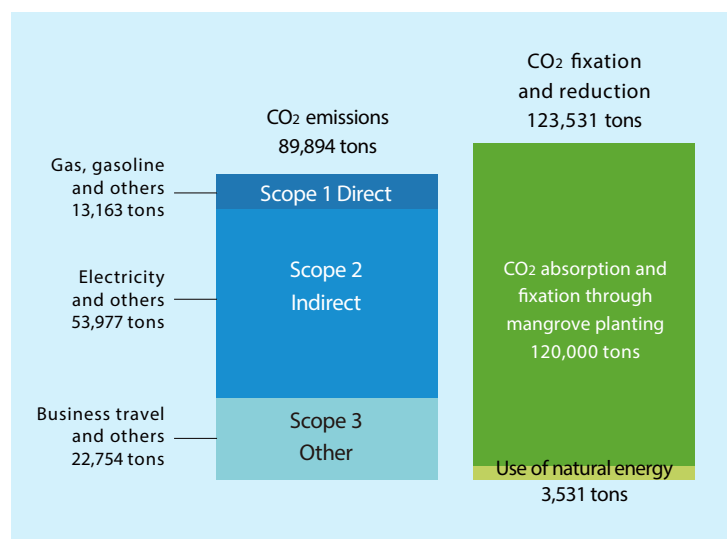 CO2 emissions
89,894 tons
Gas, gasoline
and others
13,163 tons
Scope 1 Direct
Electricity
and others
53,977 tons
Scope 2
Indirect
Business travel
and others
22,754 tons
Scope 3
Other
CO2 fixation
and reduction
123,531 tons
CO2 absorption and
fixation through
mangrove planting
120,000 tons
Use of natural energy
3,531 tons